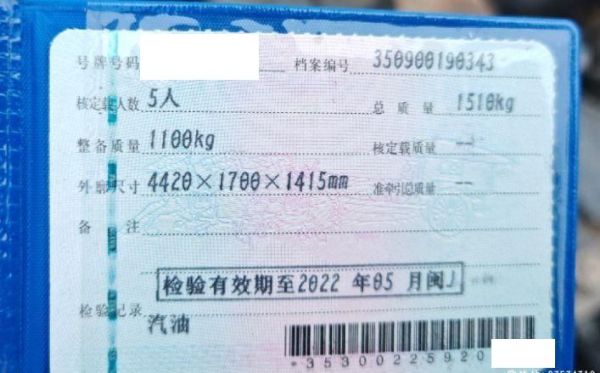 号牌号码 档案编号 350900190343
核定载人数 5人 总质量 1510kg
整备质量 1100kg 核定载质量 --
外廓尺寸 4420×1700×1415mm 准牵引总质量 --
备注
检验有效期至2022年05月闽J
检验记录
汽油
*35300225920